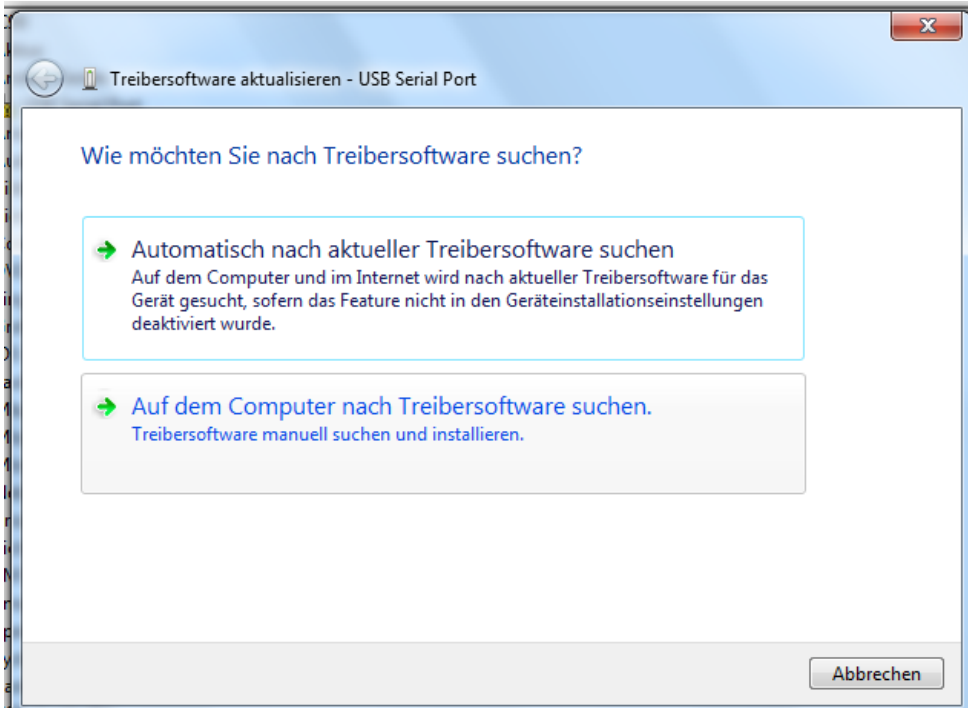 Treibersoftware aktualisieren - USB Serial Port
Wie möchten Sie nach Treibersoftware suchen?
Automatisch nach aktueller Treibersoftware suchen
Auf dem Computer und im Internet wird nach aktueller Treibersoftware für das
Gerät gesucht, sofern das Feature nicht in den Geräteinstallationseinstellungen
deaktiviert wurde.
Auf dem Computer nach Treibersoftware suchen.
Treibersoftware manuell suchen und installieren.
Abbrechen